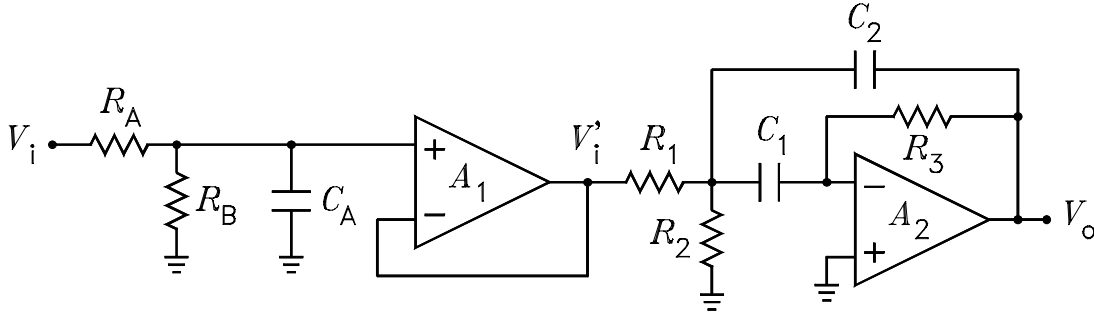 C2
RA
Vi
V'i
R1
C1
R3
+
A1
−
RB
CA
R2
−
A2
+
Vo